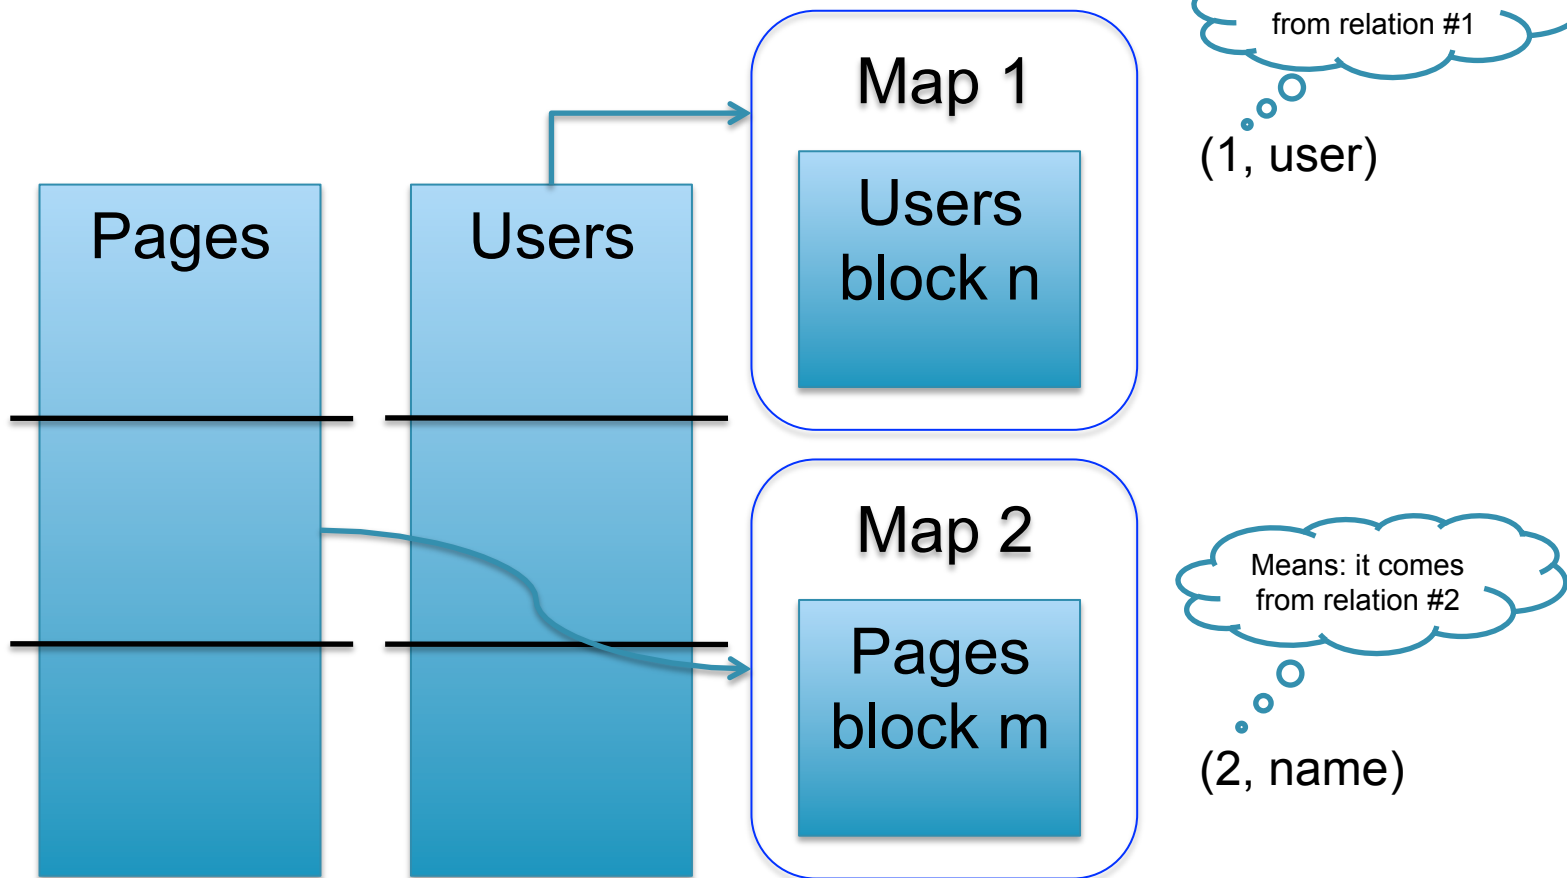 Pages
Users
Map 1
Users
block n
from relation #1
(1, user)
Map 2
Pages
block m
Means: it comes
from relation #2
(2, name)